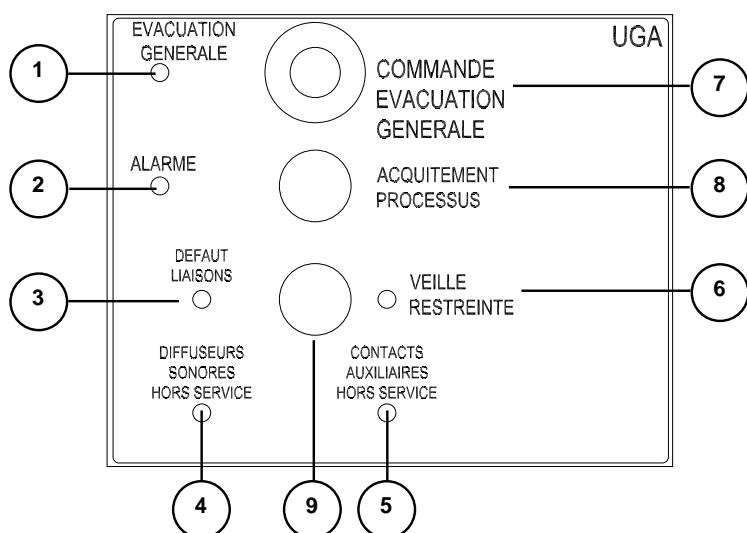 EVACUATION
GENERALE
UGA
1
COMMANDE
EVACUATION
GENERALE
7
ALARME
2
ACQUITEMENT
PROCESSUS
8
DEFAUT
LIAISONS
3
VEILLE
RESTREINTE
6
DIFFUSEURS
SONORES
HORS SERVICE
CONTACTS
AUXILIAIRES
HORS SERVICE
4
9
5